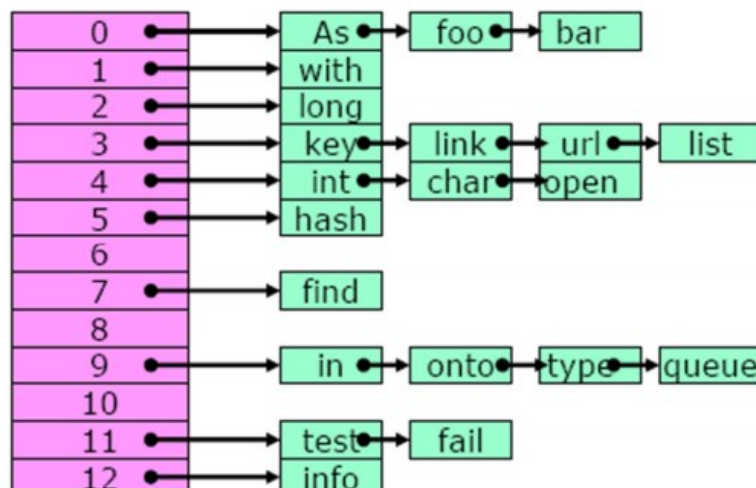 0 As foo bar
1 with
2 long
3 key link url list
4 int char open
5 hash
6
7 find
8
9 in onto type queue
10
11 test fail
12 info